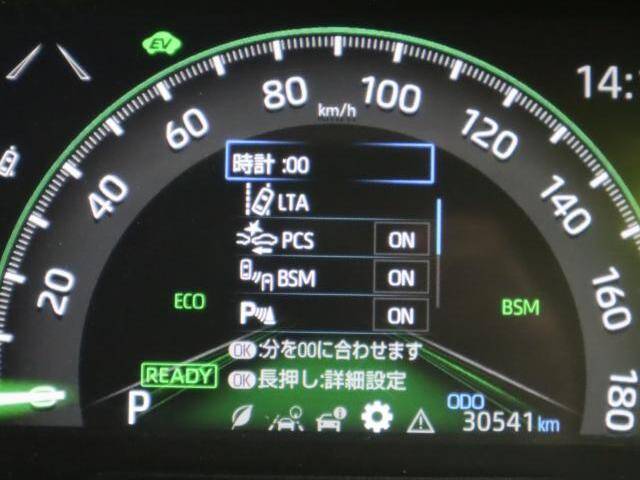 EV
14:
80
km/h
100
60
120
時計 :00
40
LTA
140
PCS ON
20
BSM ON
160
ECO
BSM
P ON
OK :分を00に合わせます
READY
OK 長押し:詳細設定
P
180
ODO
30541 km